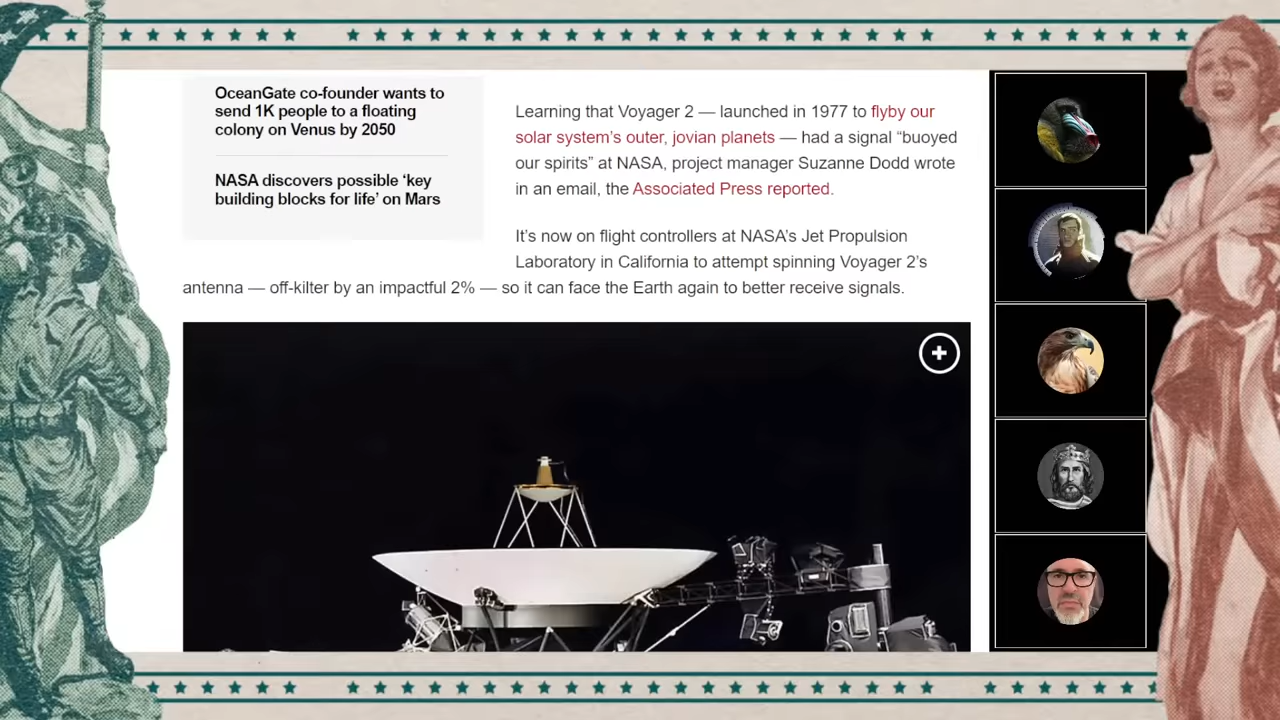 OceanGate co-founder wants to
send 1K people to a floating
colony on Venus by 2050
NASA discovers possible ‘key
building blocks for life’ on Mars
Learning that Voyager 2 — launched in 1977 to flyby our
solar system’s outer, jovian planets — had a signal “buoyed
our spirits” at NASA, project manager Suzanne Dodd wrote
in an email, the Associated Press reported.
It’s now on flight controllers at NASA’s Jet Propulsion
Laboratory in California to attempt spinning Voyager 2’s
antenna — off-kilter by an impactful 2% — so it can face the Earth again to better receive signals.